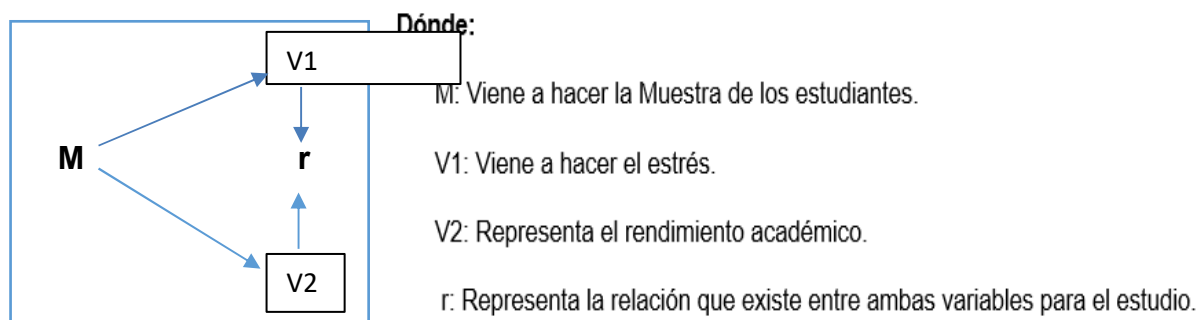 Dónde:
V1
M: Viene a hacer la Muestra de los estudiantes.
M
r
V1: Viene a hacer el estrés.
V2: Representa el rendimiento académico.
V2
r: Representa la relación que existe entre ambas variables para el estudio.